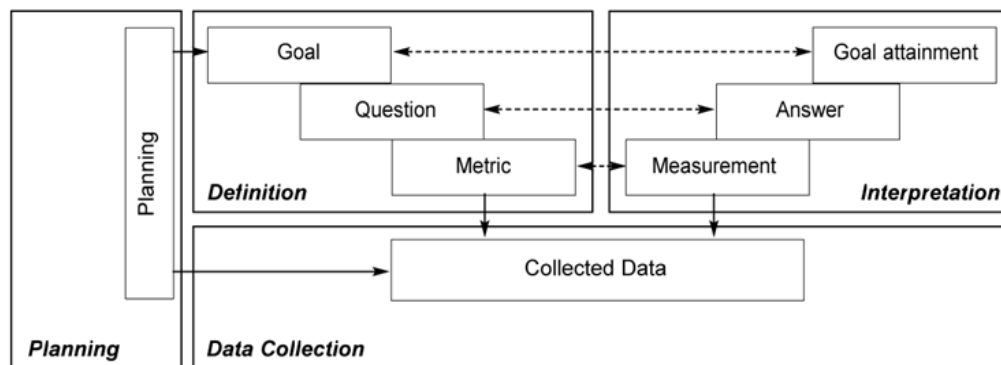 Goal
Goal attainment
Question
Answer
Planning
Metric
Measurement
Definition
Interpretation
Collected Data
Planning
Data Collection